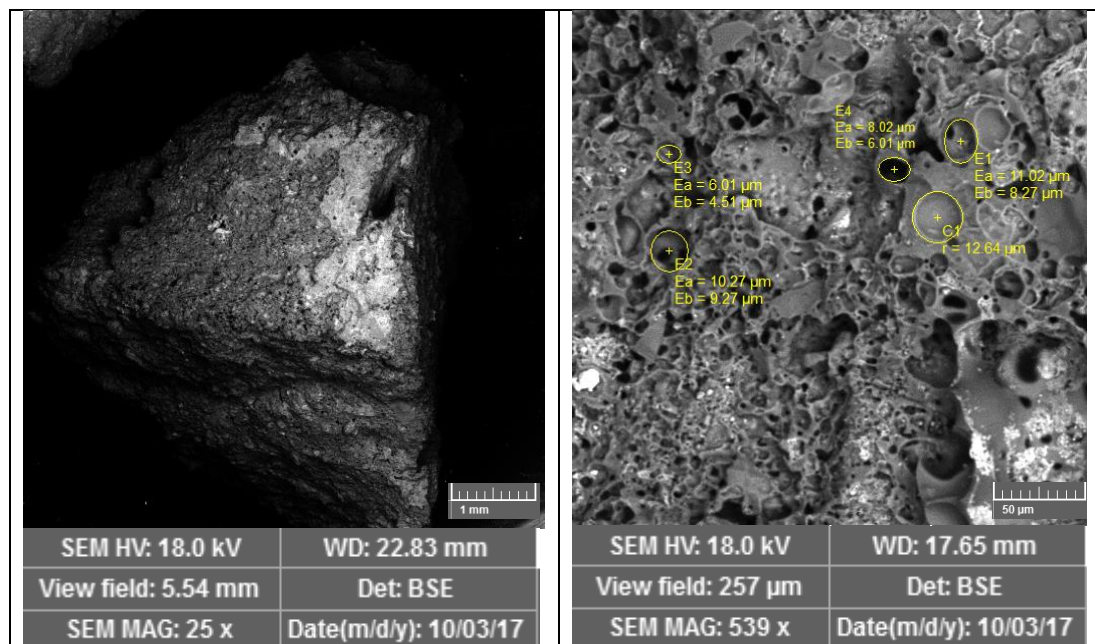 1 mm
SEM HV: 18.0 kV
WD: 22.83 mm
View field: 5.54 mm
Det: BSE
SEM MAG: 25 x
Date(m/d/y): 10/03/17
E4
Ea = 8.02 µm
Eb = 6.01 µm
E1
Ea = 11.02 µm
Eb = 8.27 µm
E3
Ea = 6.01 µm
Eb = 4.51 µm
C1
r = 12.64 µm
E2
Ea = 10.27 µm
Eb = 9.27 µm
50 µm
SEM HV: 18.0 kV
WD: 17.65 mm
View field: 257 µm
Det: BSE
SEM MAG: 539 x
Date(m/d/y): 10/03/17